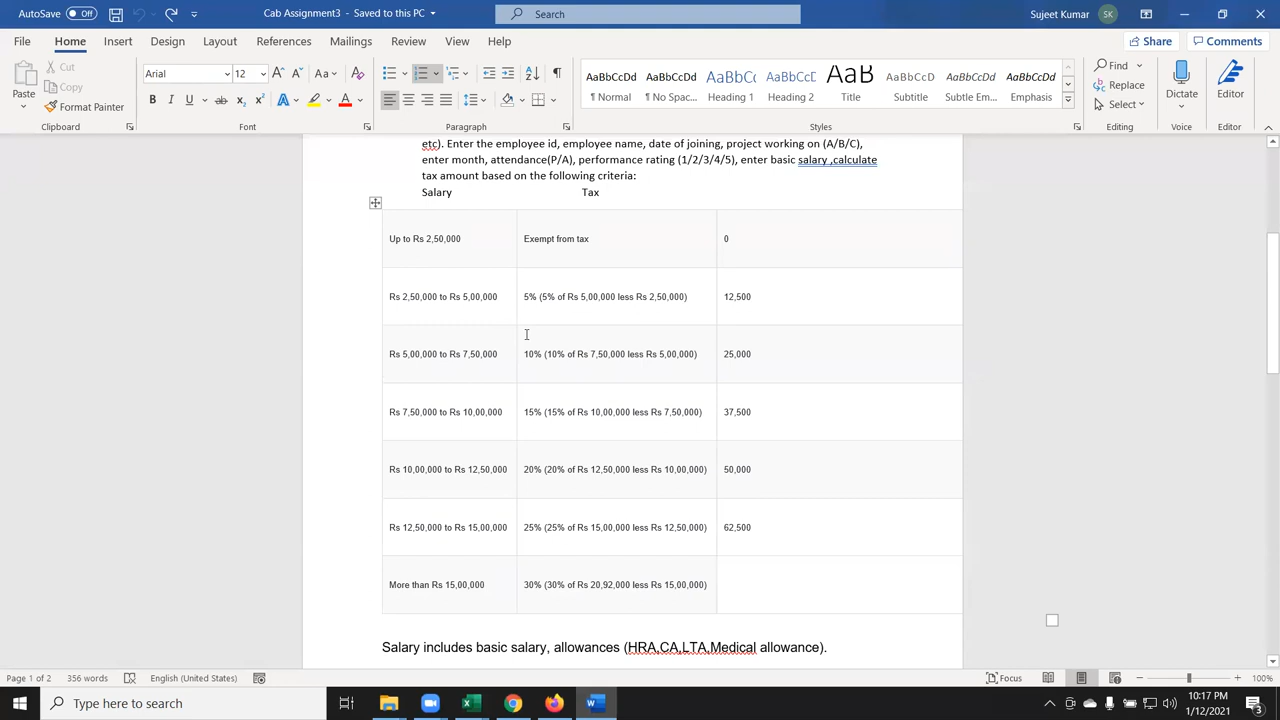 AutoSave Off Cab Assignment3 - Saved to this PC Search Sujeet Kumar SK
File Home Insert Design Layout References Mailings Review View Help Share Comments
Paste Cut Copy Format Painter
Arial 12 A A Aa A
B I U ab x2 x2 A A
AaBbCcDd AaBbCcDd AaBbCc AaBbCcE AaB AaBbCcD AaBbCcDd AaBbCcDd
¶ Normal ¶ No Spac... Heading 1 Heading 2 Title Subtitle Subtle Em... Emphasis
Find Replace Select Dictate Editor
Clipboard Font Paragraph Styles Editing Voice Editor
etc). Enter the employee id, employee name, date of joining, project working on (A/B/C),
enter month, attendance(P/A), performance rating (1/2/3/4/5), enter basic salary ,calculate
tax amount based on the following criteria:
Salary Tax
Up to Rs 2,50,000 Exempt from tax 0
Rs 2,50,000 to Rs 5,00,000 5% (5% of Rs 5,00,000 less Rs 2,50,000) 12,500
Rs 5,00,000 to Rs 7,50,000 10% (10% of Rs 7,50,000 less Rs 5,00,000) 25,000
Rs 7,50,000 to Rs 10,00,000 15% (15% of Rs 10,00,000 less Rs 7,50,000) 37,500
Rs 10,00,000 to Rs 12,50,000 20% (20% of Rs 12,50,000 less Rs 10,00,000) 50,000
Rs 12,50,000 to Rs 15,00,000 25% (25% of Rs 15,00,000 less Rs 12,50,000) 62,500
More than Rs 15,00,000 30% (30% of Rs 20,92,000 less Rs 15,00,000)
Salary includes basic salary, allowances (HRA,CA,LTA,Medical allowance).
Page 1 of 2 356 words English (United States) Focus 100%
Type here to search 10:17 PM
1/12/2021 3